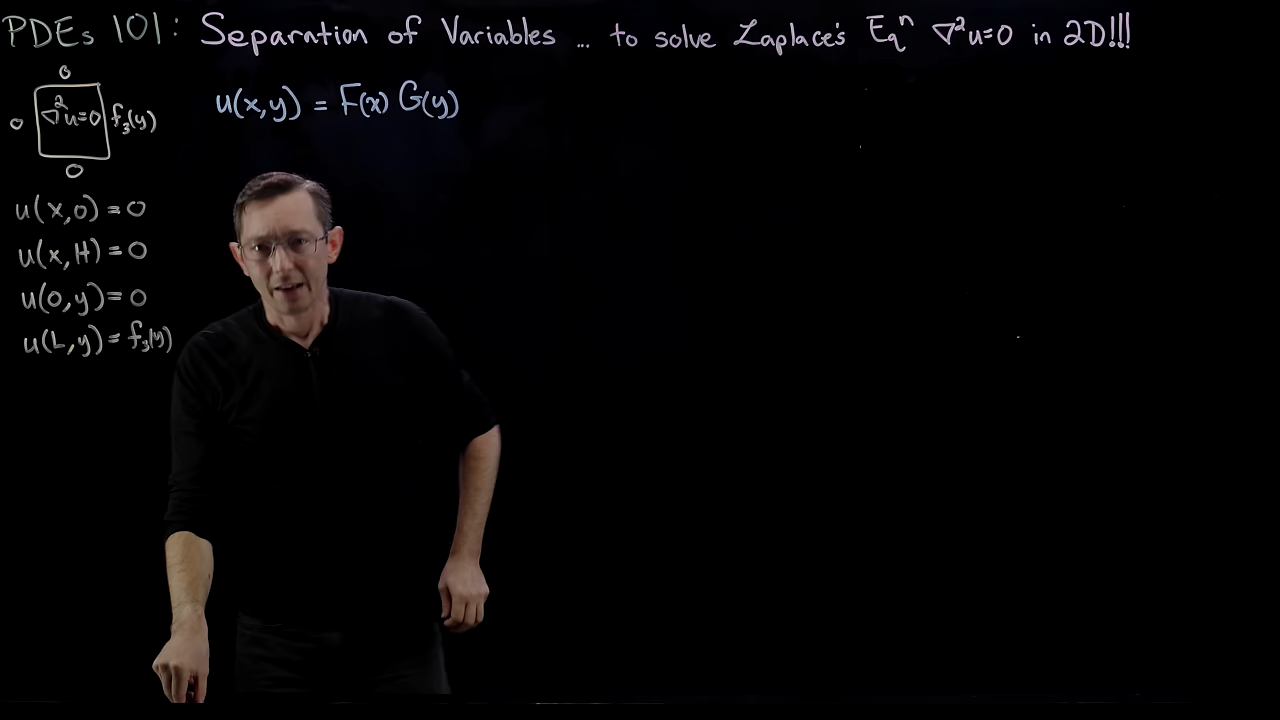 PDEs 101: Separation of Variables ... to solve Laplace's Eqⁿ ∇²u=0 in 2D!!!
0
0 ∇²u=0 f₃(y)
0
u(x,y) = F(x) G(y)
u(x,0)=0
u(x,H)=0
u(0,y)=0
u(L,y)=f₃(y)